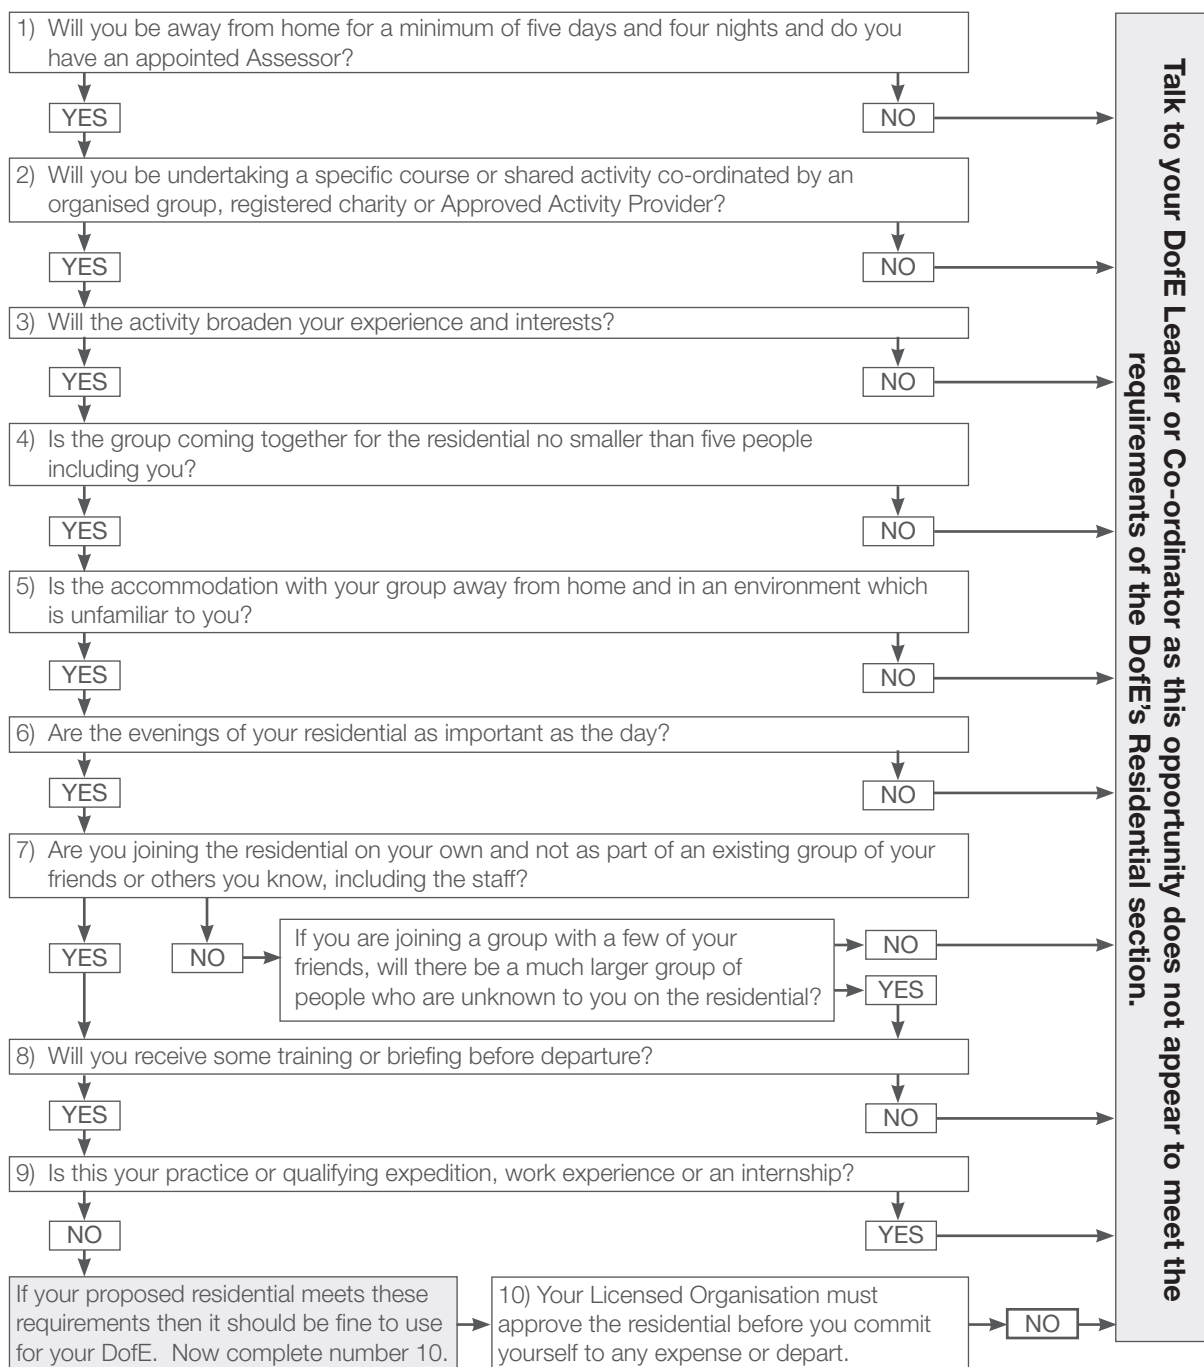 1) Will you be away from home for a minimum of five days and four nights and do you
have an appointed Assessor?
YES
NO
2) Will you be undertaking a specific course or shared activity co-ordinated by an
organised group, registered charity or Approved Activity Provider?
YES
NO
3) Will the activity broaden your experience and interests?
YES
NO
4) Is the group coming together for the residential no smaller than five people
including you?
YES
NO
5) Is the accommodation with your group away from home and in an environment which
is unfamiliar to you?
YES
NO
6) Are the evenings of your residential as important as the day?
YES
NO
7) Are you joining the residential on your own and not as part of an existing group of your
friends or others you know, including the staff?
YES
NO
If you are joining a group with a few of your
friends, will there be a much larger group of
people who are unknown to you on the residential?
NO
YES
8) Will you receive some training or briefing before departure?
YES
NO
9) Is this your practice or qualifying expedition, work experience or an internship?
NO
YES
If your proposed residential meets these
requirements then it should be fine to use
for your DofE. Now complete number 10.
10) Your Licensed Organisation must
approve the residential before you commit
yourself to any expense or depart.
NO
Talk to your DofE Leader or Co-ordinator as this opportunity does not appear to meet the
requirements of the DofE's Residential section.